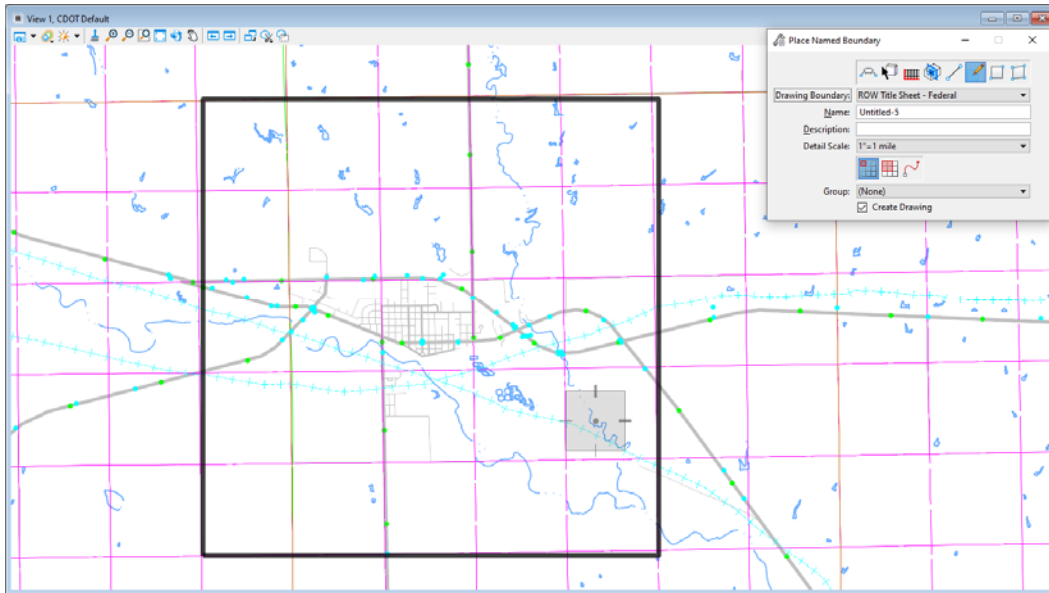 View 1, CDOT Default
Place Named Boundary
Drawing Boundary: ROW Title Sheet - Federal
Name: Untitled-5
Description:
Detail Scale: 1"=1 mile
Group: (None)
Create Drawing